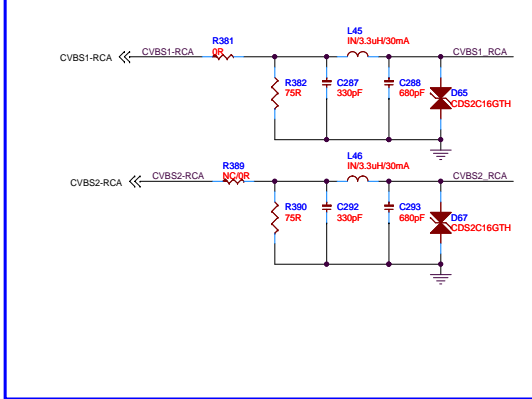 L45
IN/3.3uH/30mA
R381
0R
CVBS1-RCA
CVBS1-RCA
CVBS1_RCA
R382
75R
C287
330pF
C288
680pF
D65
CDS2C16GTH
L46
IN/3.3uH/30mA
R389
NC/0R
CVBS2-RCA
CVBS2-RCA
CVBS2_RCA
R390
75R
C292
330pF
C293
680pF
D67
CDS2C16GTH